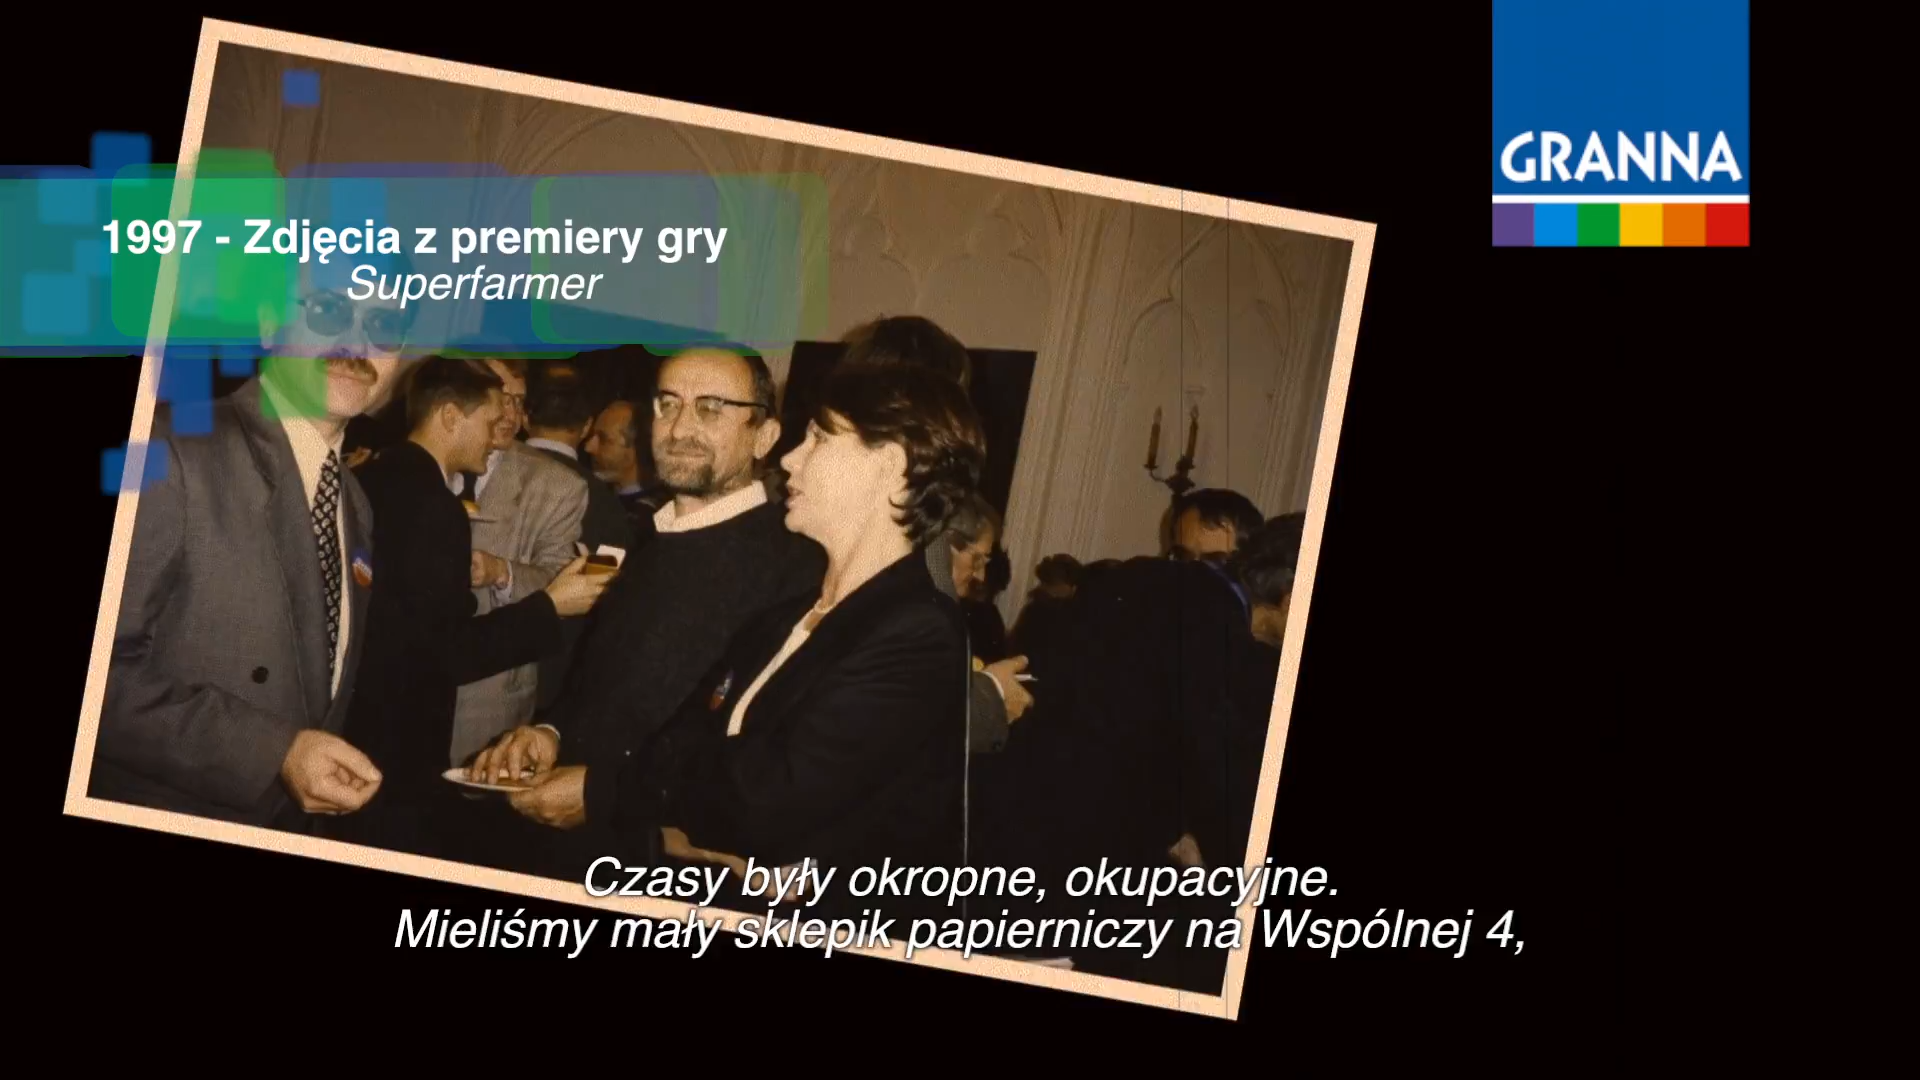 GRANNA
1997 - Zdjęcia z premiery gry
Superfarmer
Czasy były okropne, okupacyjne.
Mieliśmy mały sklepik papierniczy na Wspólnej 4,